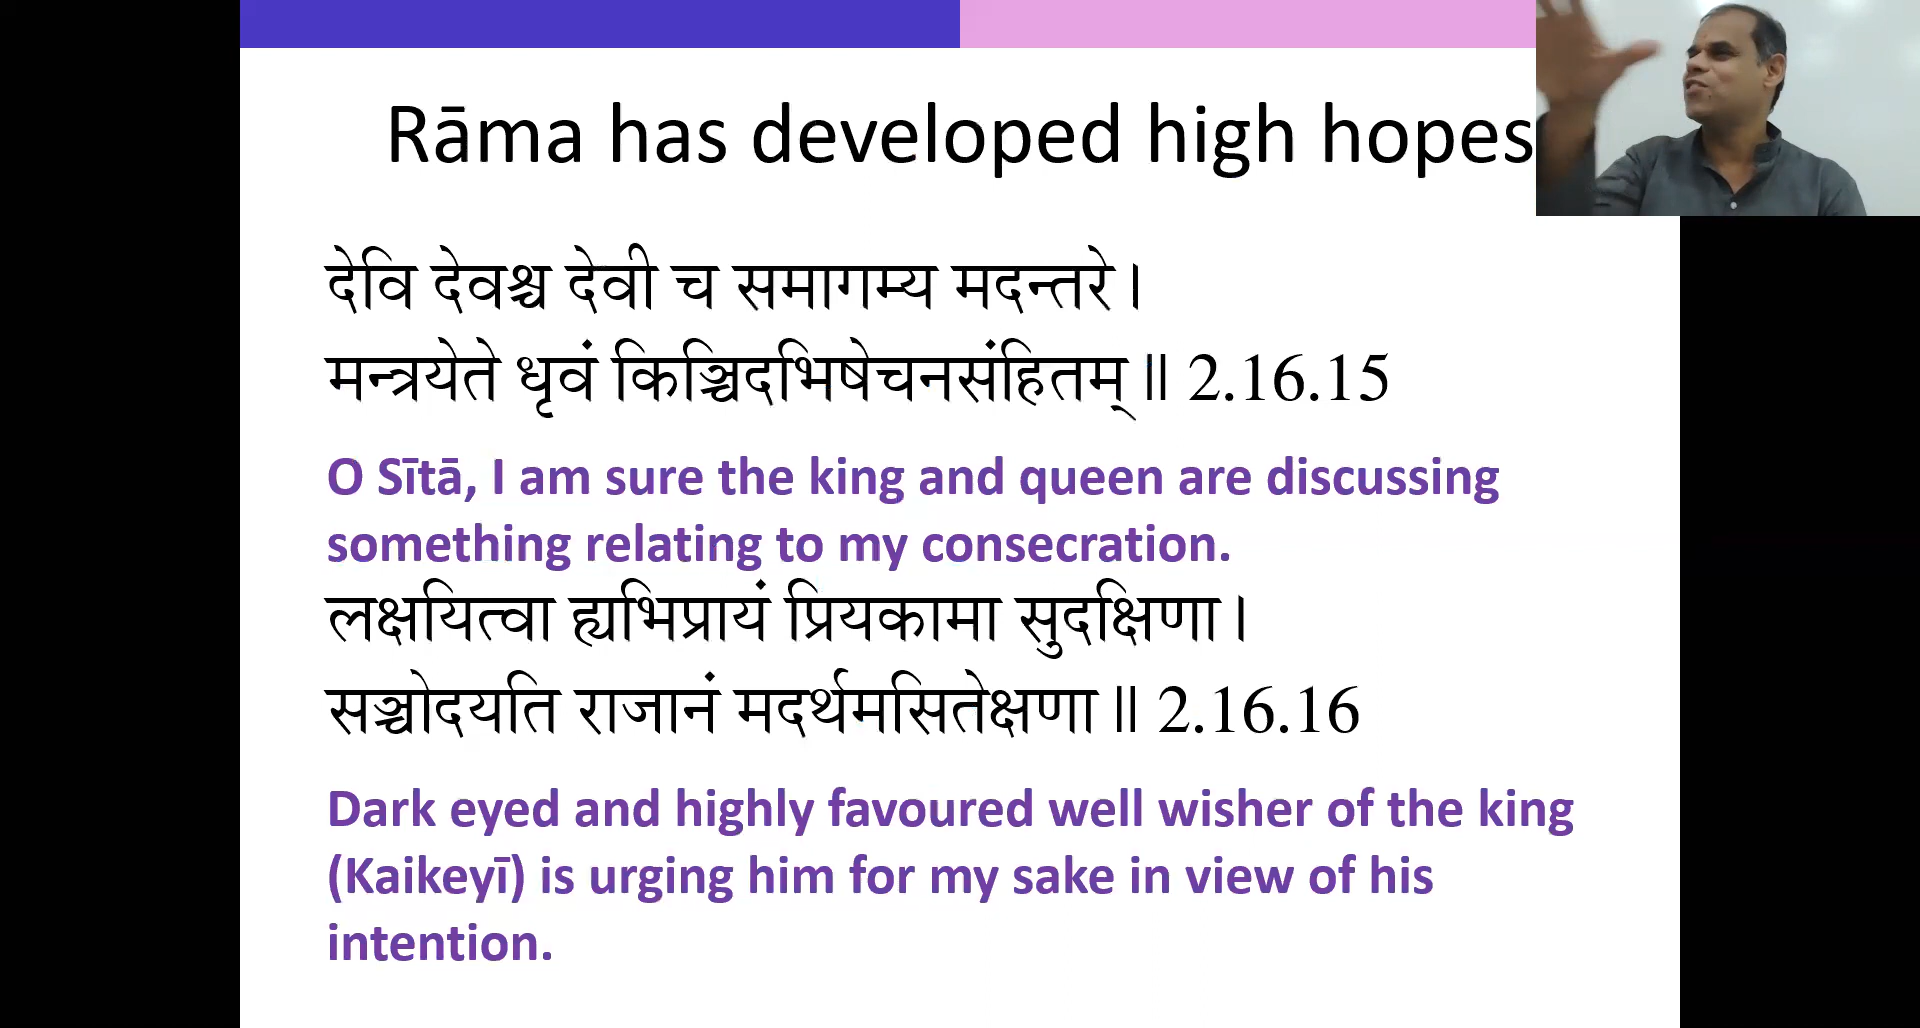 Rāma has developed high hopes
देवि देवश्च देवी च समागम्य मदन्तरे।
मन्त्रयेते धृवं किञ्चिदभिषेचनसंहितम्॥ 2.16.15
O Sītā, I am sure the king and queen are discussing
something relating to my consecration.
लक्षयित्वा ह्यभिप्रायं प्रियकामा सुदक्षिणा।
सञ्चोदयति राजानं मदर्थमसितेक्षणा॥ 2.16.16
Dark eyed and highly favoured well wisher of the king
(Kaikeyī) is urging him for my sake in view of his
intention.